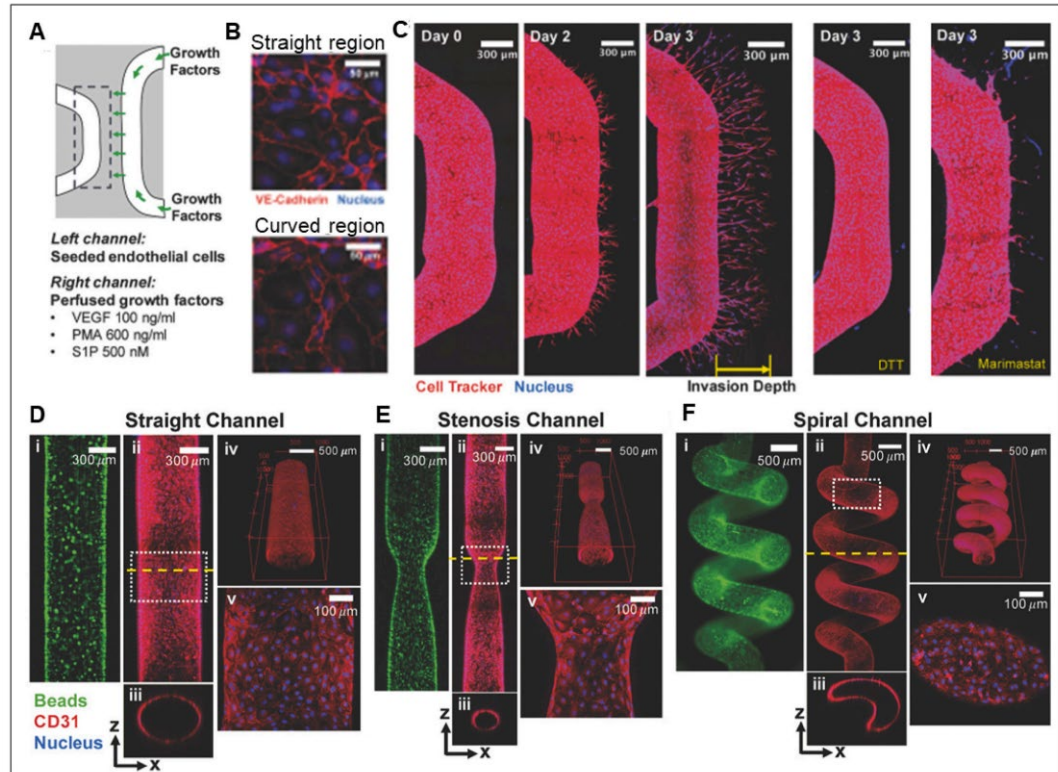 A
Growth
Factors
Growth
Factors
Left channel:
Seeded endothelial cells
Right channel:
Perfused growth factors
• VEGF 100 ng/ml
• PMA 600 ng/ml
• S1P 500 nM
B
Straight region
50 μm
VE-Cadherin Nucleus
Curved region
50 μm
C
Day 0
300 μm
Day 2
300 μm
Day 3
300 μm
Day 3
300 μm
Day 3
300 μm
DTT
Marimastat
Cell Tracker Nucleus
Invasion Depth
D
Straight Channel
i
300 μm
ii
300 μm
iv
500 μm
v
100 μm
iii
Beads
CD31
Nucleus
z
x
E
Stenosis Channel
i
300 μm
ii
300 μm
iv
500 μm
v
100 μm
iii
z
x
F
Spiral Channel
i
500 μm
ii
500 μm
iv
500 μm
v
100 μm
iii
z
x